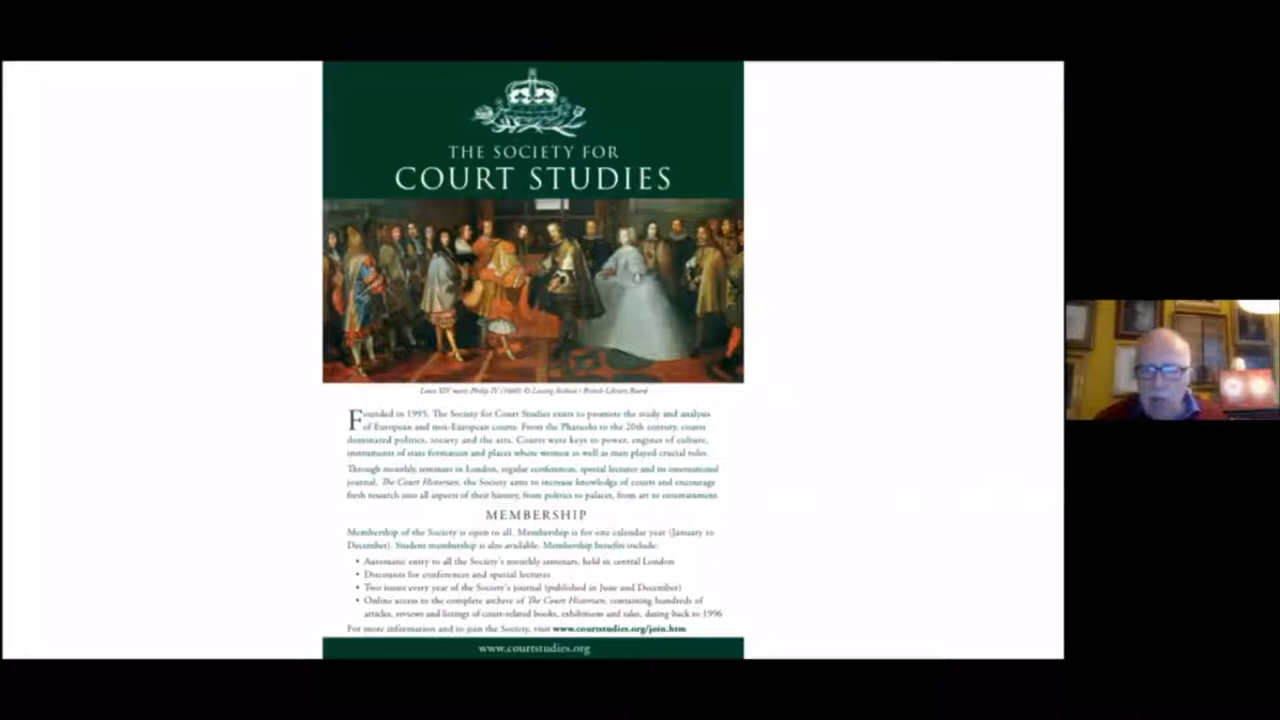 THE SOCIETY FOR
COURT STUDIES
Louis XIV meets Philip IV (1660) © Lessing Archive / British Library Board
Founded in 1995, The Society for Court Studies exists to promote the study and analysis
of European and non-European courts. From the Pharaohs to the 20th century, courts
dominated politics, society and the arts. Courts were keys to power, engines of culture,
instruments of state formation and places where women as well as men played crucial roles.
Through monthly seminars in London, regular conferences, special lectures and its international
journal, The Court Historian, the Society aims to increase knowledge of courts and encourage
fresh research into all aspects of their history, from politics to palaces, from art to entertainment.
MEMBERSHIP
Membership of the Society is open to all. Membership is for one calendar year (January to
December). Student membership is also available. Membership benefits include:
• Automatic entry to all the Society's monthly seminars, held in central London
• Discounts for conferences and special lectures
• Two issues every year of the Society's journal (published in June and December)
• Online access to the complete archive of The Court Historian, containing hundreds of
articles, reviews and listings of court-related books, exhibitions and sales, dating back to 1996
For more information and to join the Society, visit www.courtstudies.org/join.htm
www.courtstudies.org